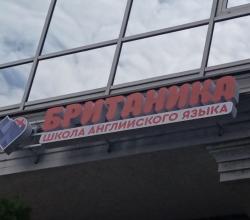 БРИТАНИКА
ШКОЛА АНГЛИЙСКОГО ЯЗЫКА